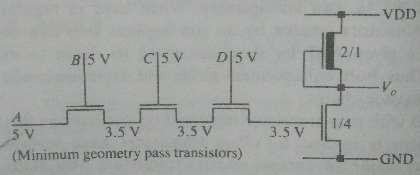 VDD
2/1
B 5 V
C 5 V
D 5 V
V_o
A
5 V
3.5 V
3.5 V
3.5 V
1/4
(Minimum geometry pass transistors)
GND